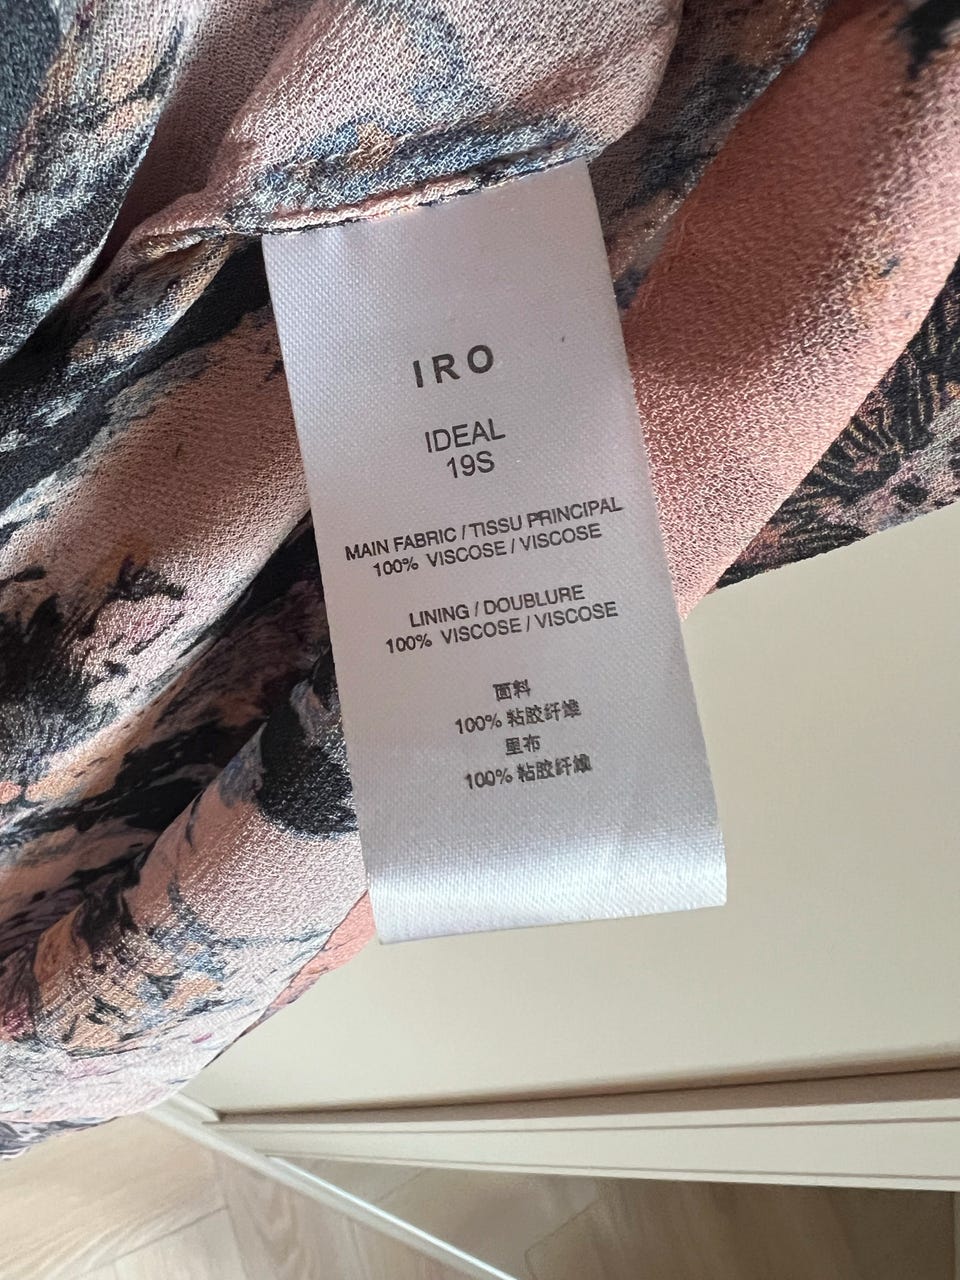 IRO
IDEAL
19S
MAIN FABRIC / TISSU PRINCIPAL
100% VISCOSE / VISCOSE
LINING / DOUBLURE
100% VISCOSE / VISCOSE
面料
100% 粘胶纤维
里布
100% 粘胶纤维